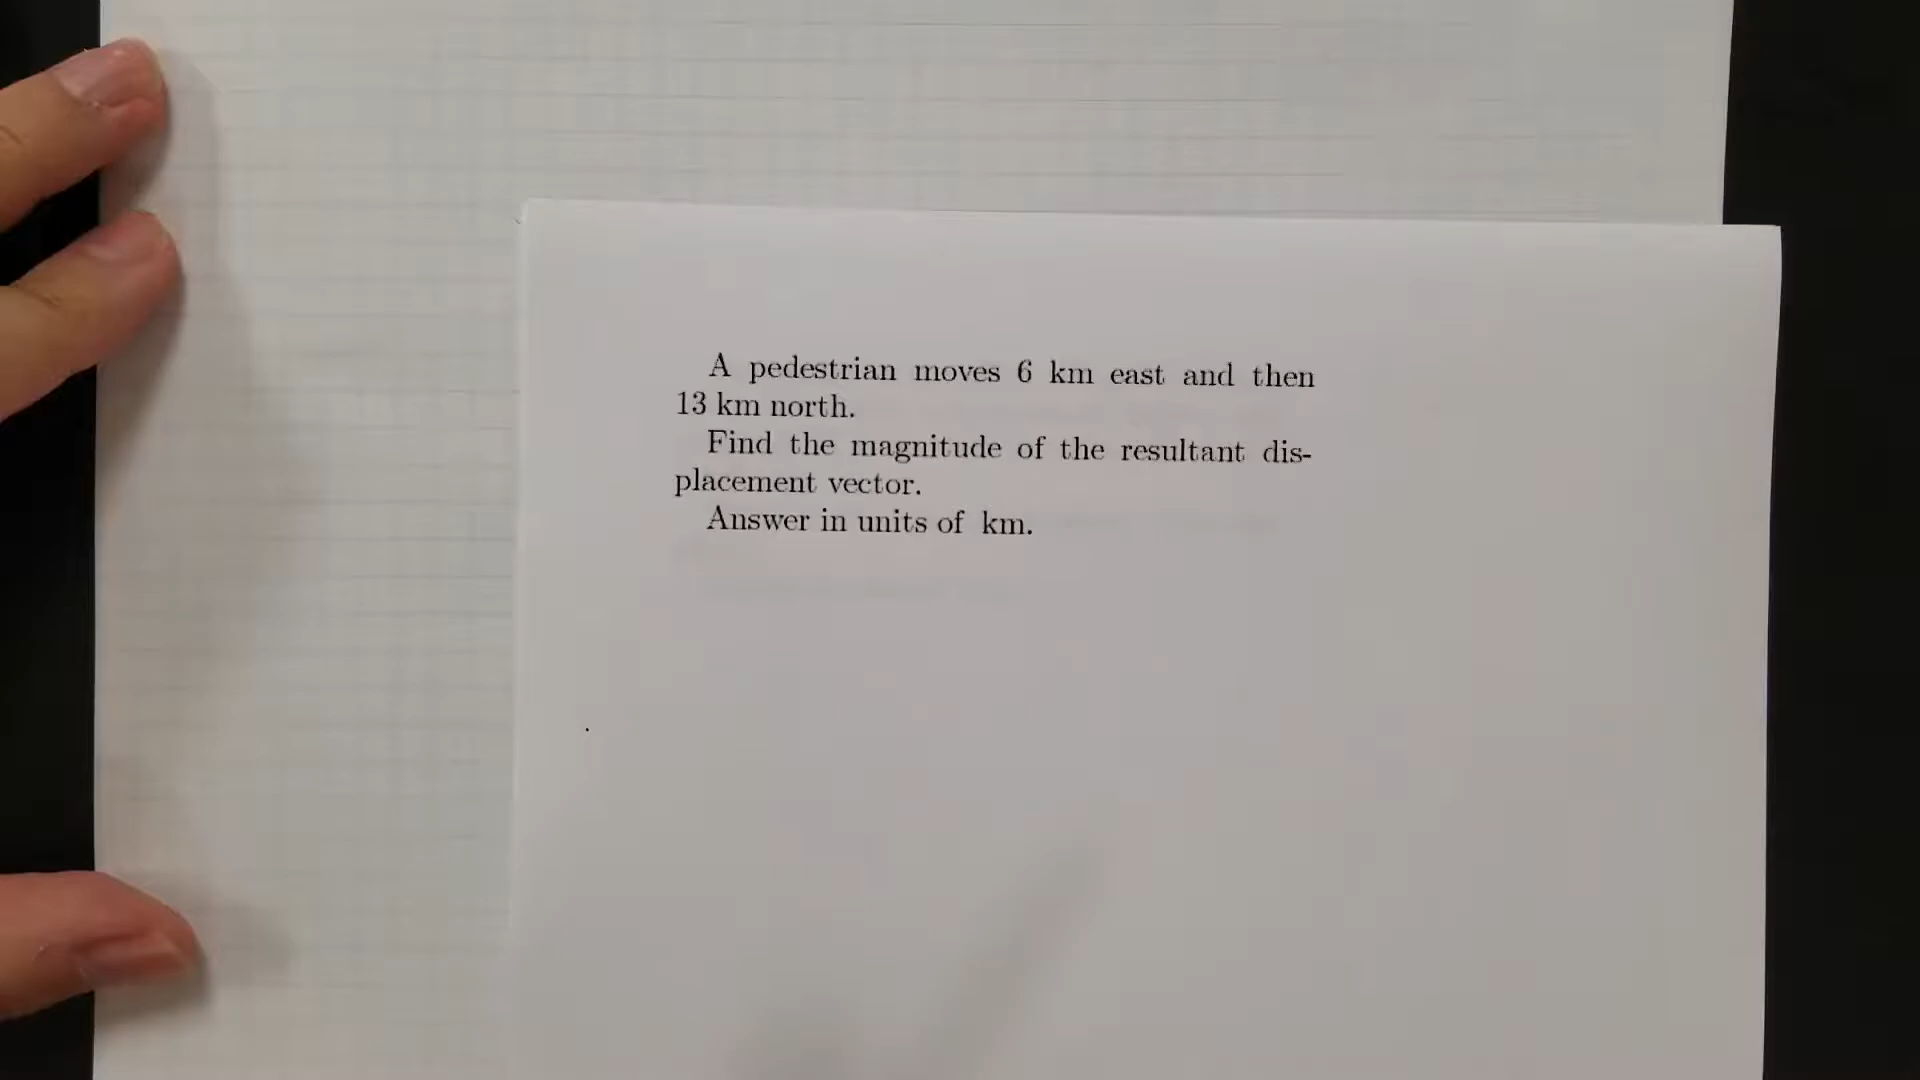 A pedestrian moves 6 km east and then
13 km north.
Find the magnitude of the resultant dis-
placement vector.
Answer in units of km.